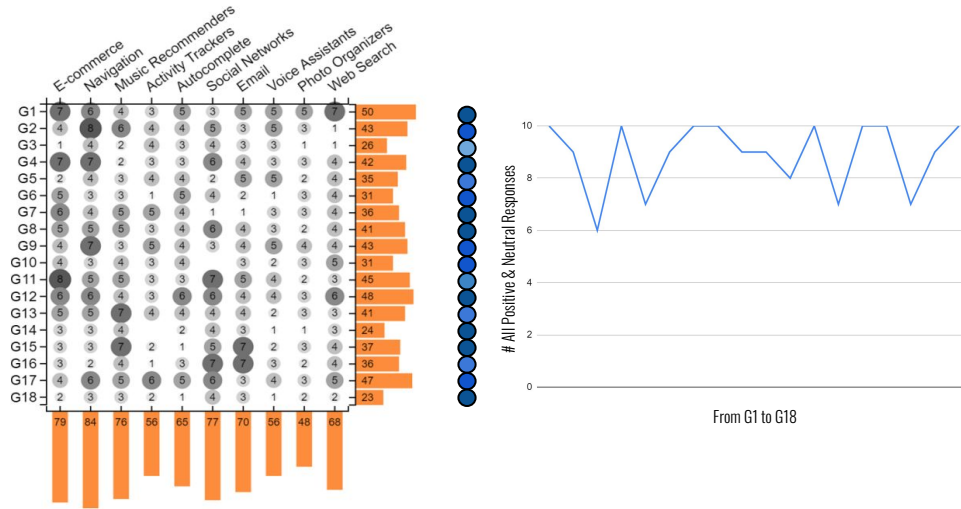 E-commerce
Navigation
Music Recommenders
Activity Trackers
Autocomplete
Social Networks
Email
Voice Assistants
Photo Organizers
Web Search
G1 7 6 4 3 5 3 5 5 5 7 50
G2 4 8 6 4 4 5 3 5 3 1 43
G3 1 4 2 4 3 4 3 3 1 1 26
G4 7 7 2 3 3 6 4 3 3 4 42
G5 2 4 3 4 4 2 5 5 2 4 35
G6 5 3 3 1 5 4 2 1 3 4 31
G7 6 4 5 5 4 1 1 3 3 4 36
G8 5 5 5 3 4 6 4 3 2 4 41
G9 4 7 3 5 4 3 4 5 4 4 43
G10 4 3 4 3 4 3 2 3 5 31
G11 8 5 5 3 3 7 5 4 2 3 45
G12 6 6 4 3 6 6 4 4 3 6 48
G13 5 5 7 4 4 4 4 2 3 3 41
G14 3 3 4 2 4 3 1 1 3 24
G15 3 3 7 2 1 5 7 2 3 4 37
G16 3 2 4 1 3 7 7 3 2 4 36
G17 4 6 5 6 5 6 4 3 3 5 47
G18 2 3 3 2 1 4 3 1 2 2 23
79 84 76 56 65 77 70 56 48 68
# All Positive & Neutral Responses
10
8
6
4
2
0
From G1 to G18